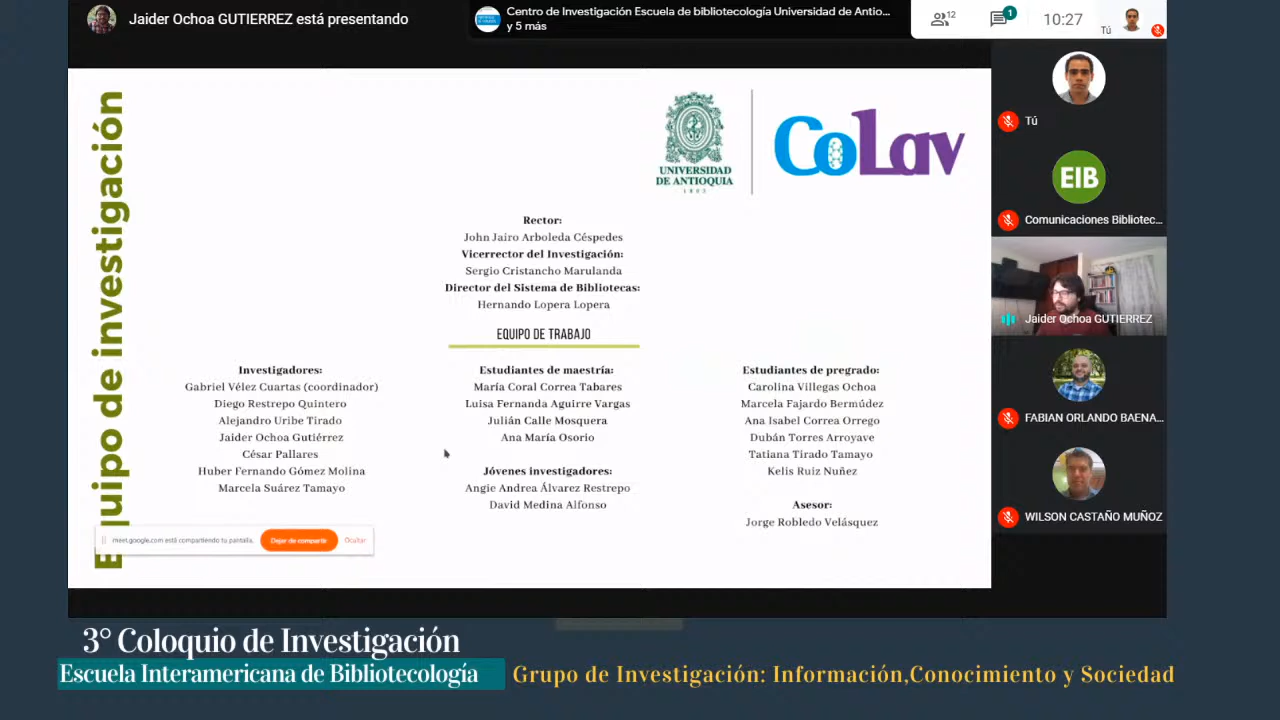 Jaider Ochoa GUTIERREZ está presentando
Centro de Investigación Escuela de bibliotecología Universidad de Antio...
y 5 más
12
1
10:27
Tú
Equipo de investigación
UNIVERSIDAD
DE ANTIOQUIA
1803
CoLav
Rector:
John Jairo Arboleda Céspedes
Vicerrector del Investigación:
Sergio Cristancho Marulanda
Director del Sistema de Bibliotecas:
Hernando Lopera Lopera
EQUIPO DE TRABAJO
Investigadores:
Gabriel Vélez Cuartas (coordinador)
Diego Restrepo Quintero
Alejandro Uribe Tirado
Jaider Ochoa Gutiérrez
César Pallares
Huber Fernando Gómez Molina
Marcela Suárez Tamayo
Estudiantes de maestría:
María Coral Correa Tabares
Luisa Fernanda Aguirre Vargas
Julián Calle Mosquera
Ana María Osorio
Jóvenes investigadores:
Angie Andrea Álvarez Restrepo
David Medina Alfonso
Estudiantes de pregrado:
Carolina Villegas Ochoa
Marcela Fajardo Bermúdez
Ana Isabel Correa Orrego
Dubán Torres Arroyave
Tatiana Tirado Tamayo
Kelis Ruiz Nuñez
Asesor:
Jorge Robledo Velásquez
meet.google.com está compartiendo tu pantalla.
Dejar de compartir
Ocultar
Tú
EIB
Comunicaciones Bibliotec...
Jaider Ochoa GUTIERREZ
FABIAN ORLANDO BAENA...
WILSON CASTAÑO MUÑOZ
3° Coloquio de Investigación
Escuela Interamericana de Bibliotecología
Grupo de Investigación: Información,Conocimiento y Sociedad